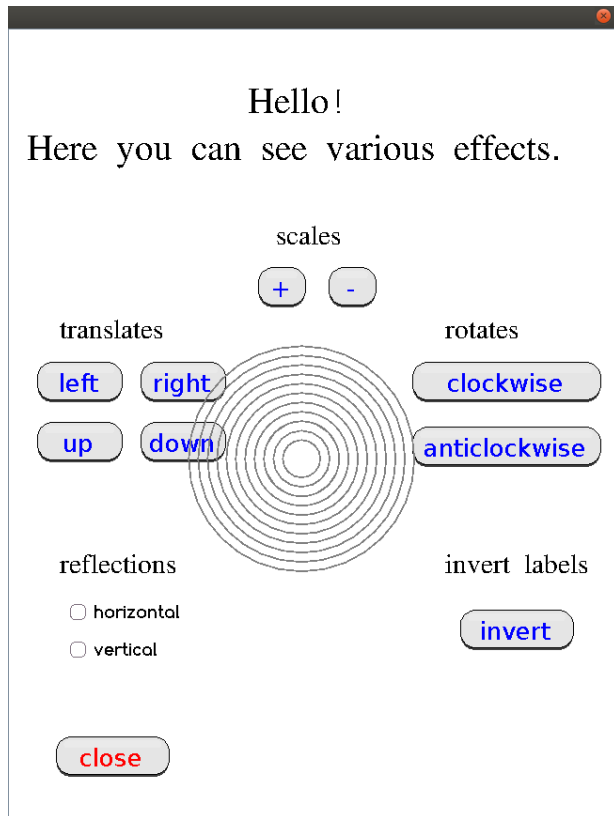 Hello!
Here you can see various effects.
scales
+ -
translates
rotates
left right
clockwise
up down
anticlockwise
reflections
invert labels
horizontal
invert
vertical
close